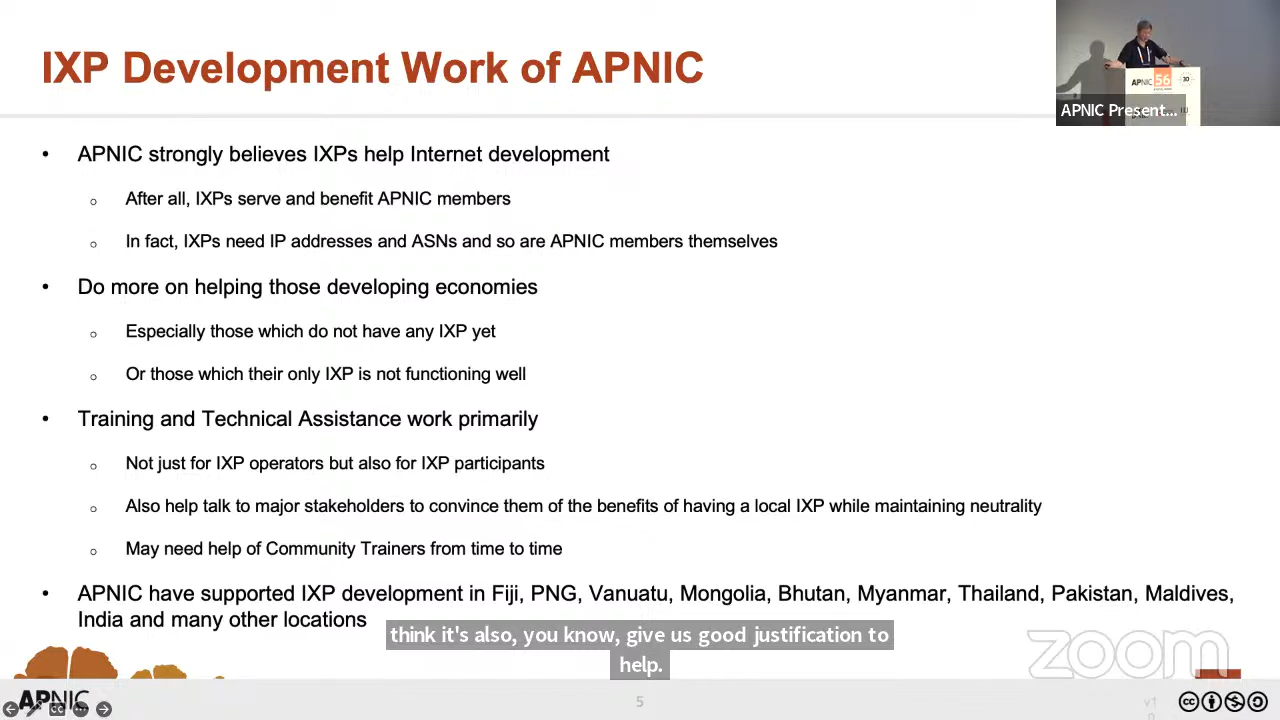 IXP Development Work of APNIC
APNIC 56
APNIC Present...
• APNIC strongly believes IXPs help Internet development
○ After all, IXPs serve and benefit APNIC members
○ In fact, IXPs need IP addresses and ASNs and so are APNIC members themselves
• Do more on helping those developing economies
○ Especially those which do not have any IXP yet
○ Or those which their only IXP is not functioning well
• Training and Technical Assistance work primarily
○ Not just for IXP operators but also for IXP participants
○ Also help talk to major stakeholders to convince them of the benefits of having a local IXP while maintaining neutrality
○ May need help of Community Trainers from time to time
• APNIC have supported IXP development in Fiji, PNG, Vanuatu, Mongolia, Bhutan, Myanmar, Thailand, Pakistan, Maldives,
India and many other locations
think it's also, you know, give us good justification to
help.
zoom
APNIC
5